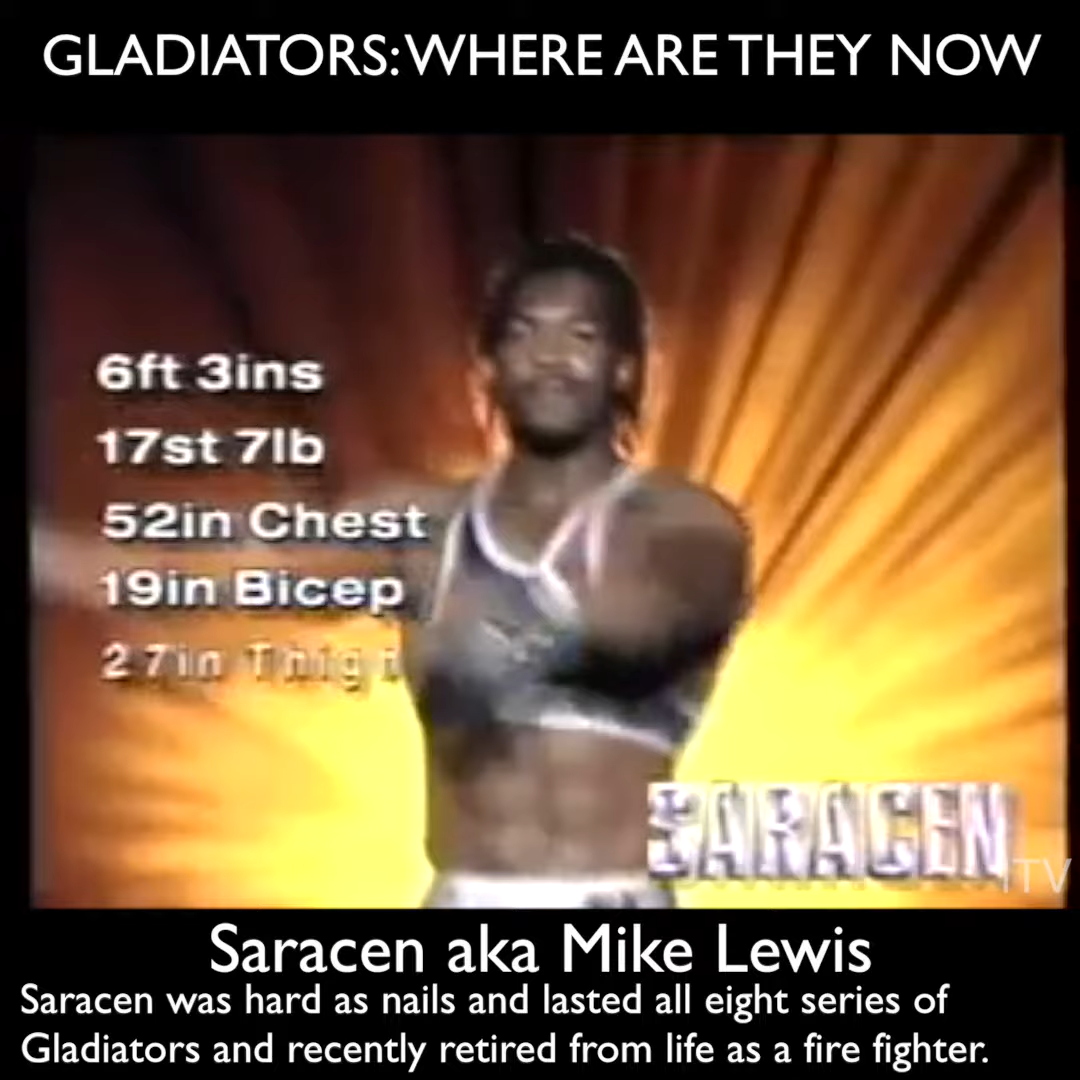 GLADIATORS: WHERE ARE THEY NOW
6ft 3ins
17st 7lb
52in Chest
19in Bicep
27in Thigh
SARACEN
ITV
Saracen aka Mike Lewis
Saracen was hard as nails and lasted all eight series of
Gladiators and recently retired from life as a fire fighter.